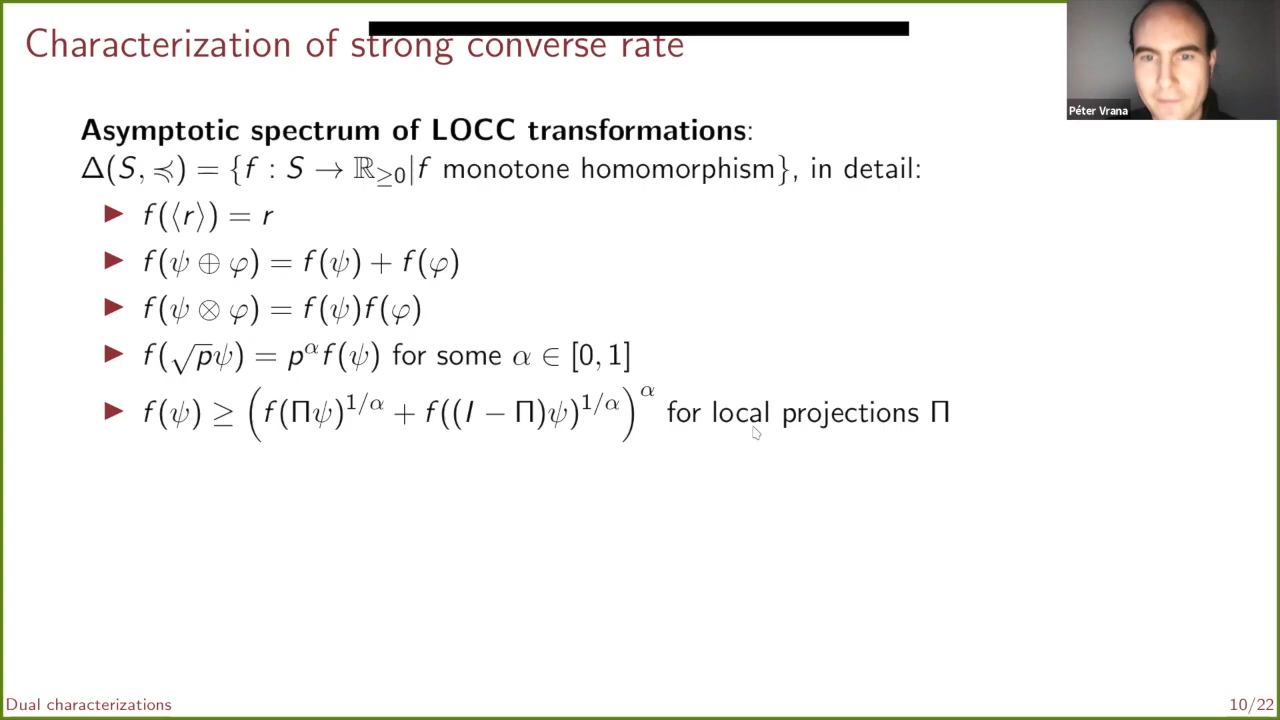 Characterization of strong converse rate
Péter Vrana
Asymptotic spectrum of LOCC transformations:
Δ(S, ≼) = {f : S → ℝ≥0|f monotone homomorphism}, in detail:
▶ f(⟨r⟩) = r
▶ f(ψ ⊕ φ) = f(ψ) + f(φ)
▶ f(ψ ⊗ φ) = f(ψ)f(φ)
▶ f(√pψ) = p^α f(ψ) for some α ∈ [0, 1]
▶ f(ψ) ≥ (f(Πψ)^{1/α} + f((I − Π)ψ)^{1/α})^α for local projections Π
Dual characterizations
10/22